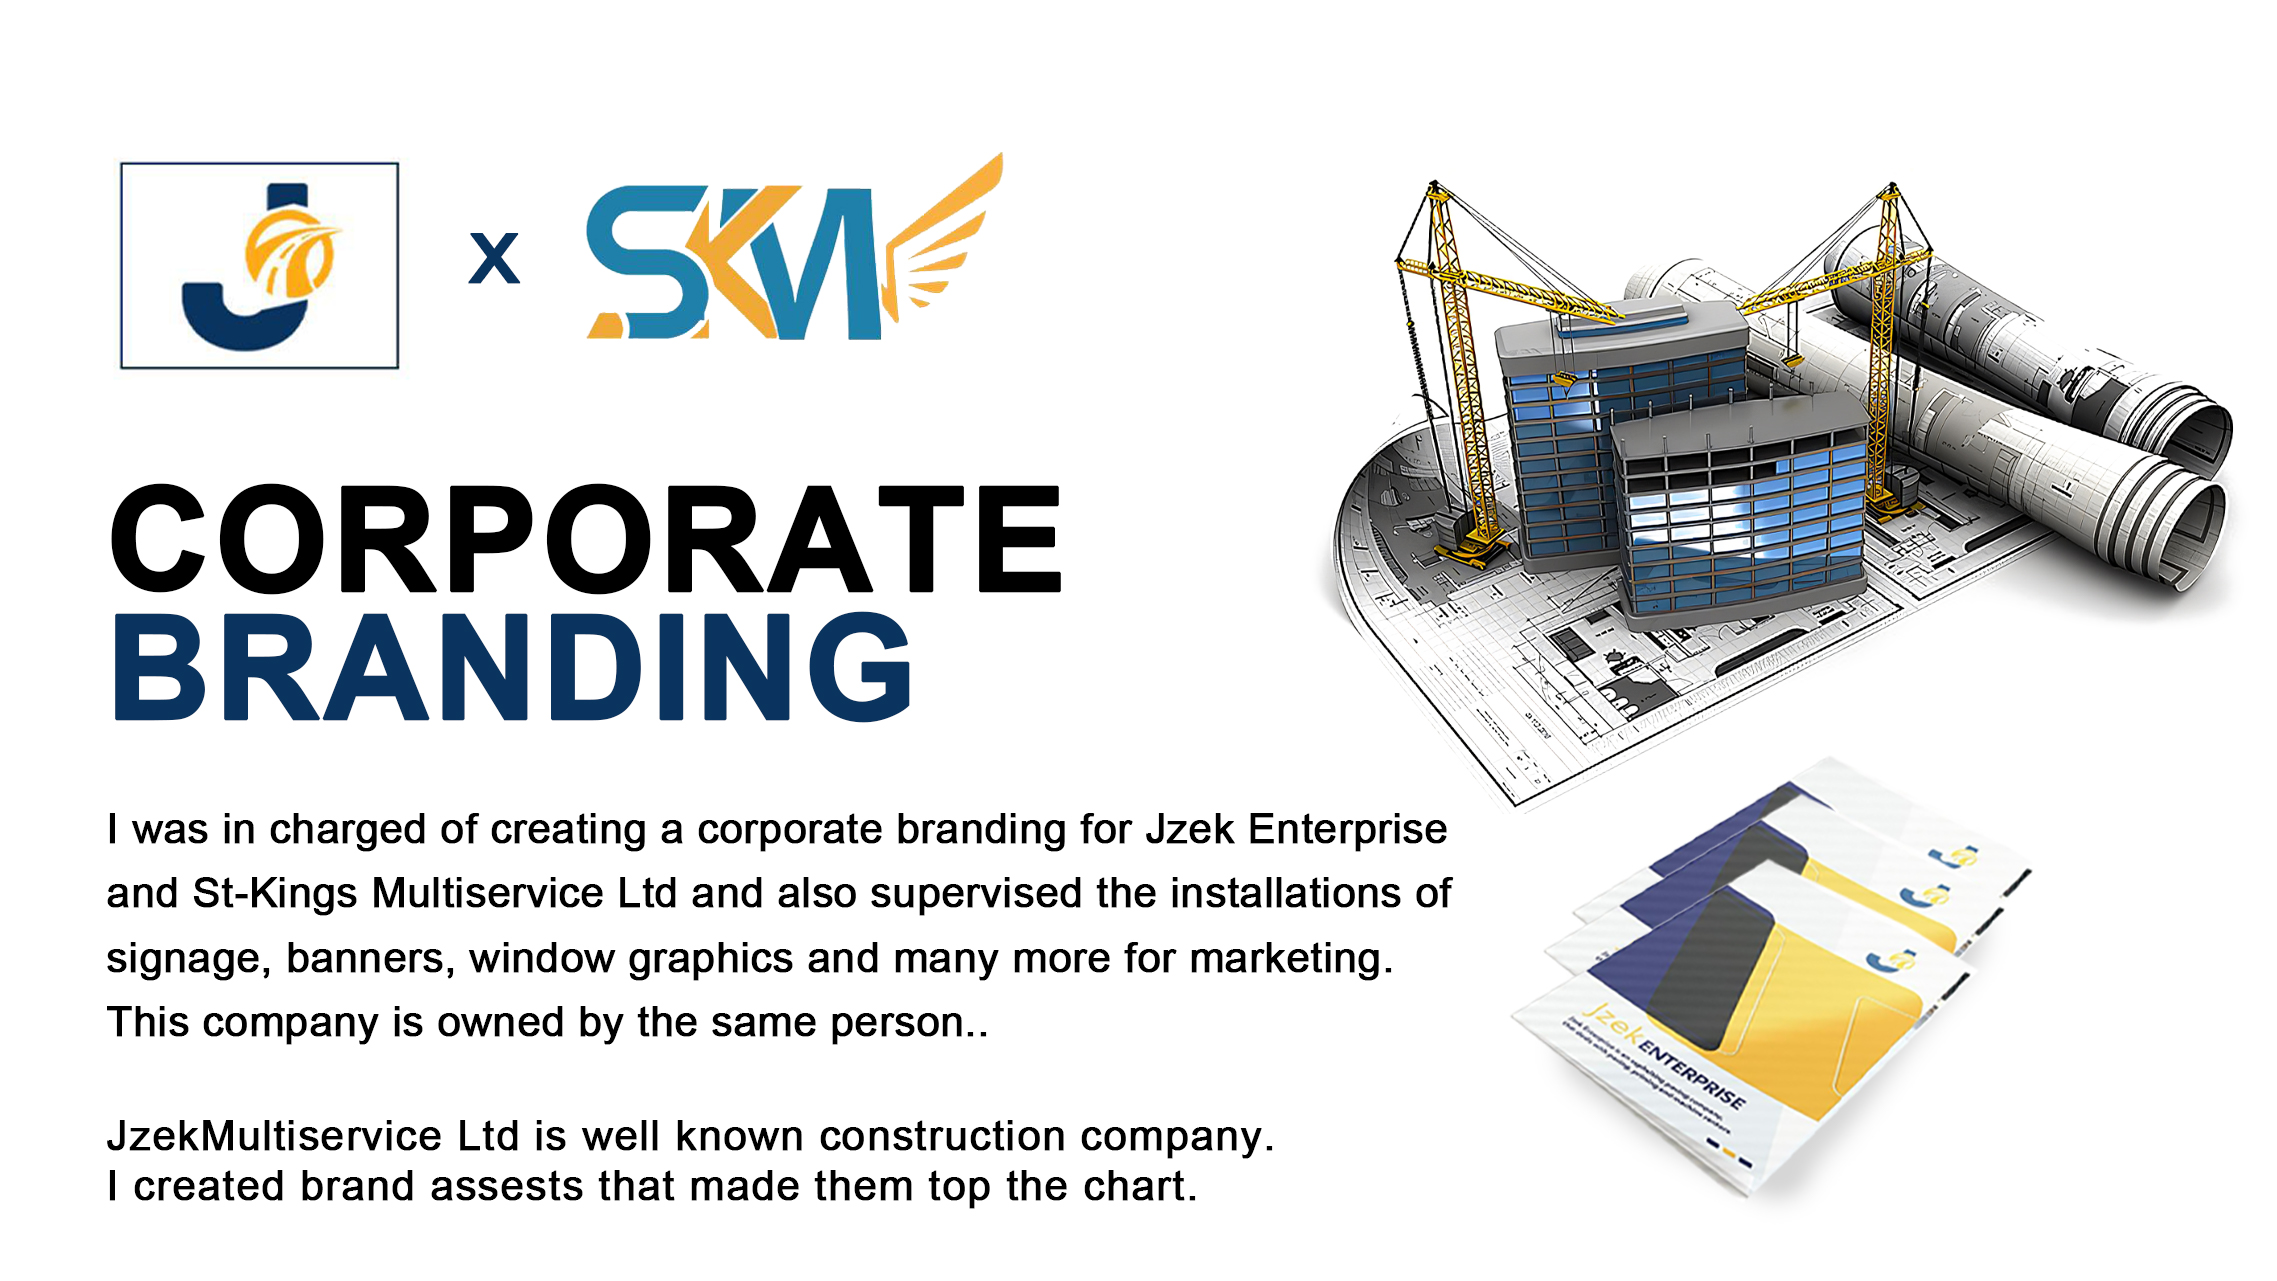 J
x
SKM
CORPORATE
BRANDING
I was in charged of creating a corporate branding for Jzek Enterprise
and St-Kings Multiservice Ltd and also supervised the installations of
signage, banners, window graphics and many more for marketing.
This company is owned by the same person..
JzekMultiservice Ltd is well known construction company.
I created brand assests that made them top the chart.
Jzek ENTERPRISE